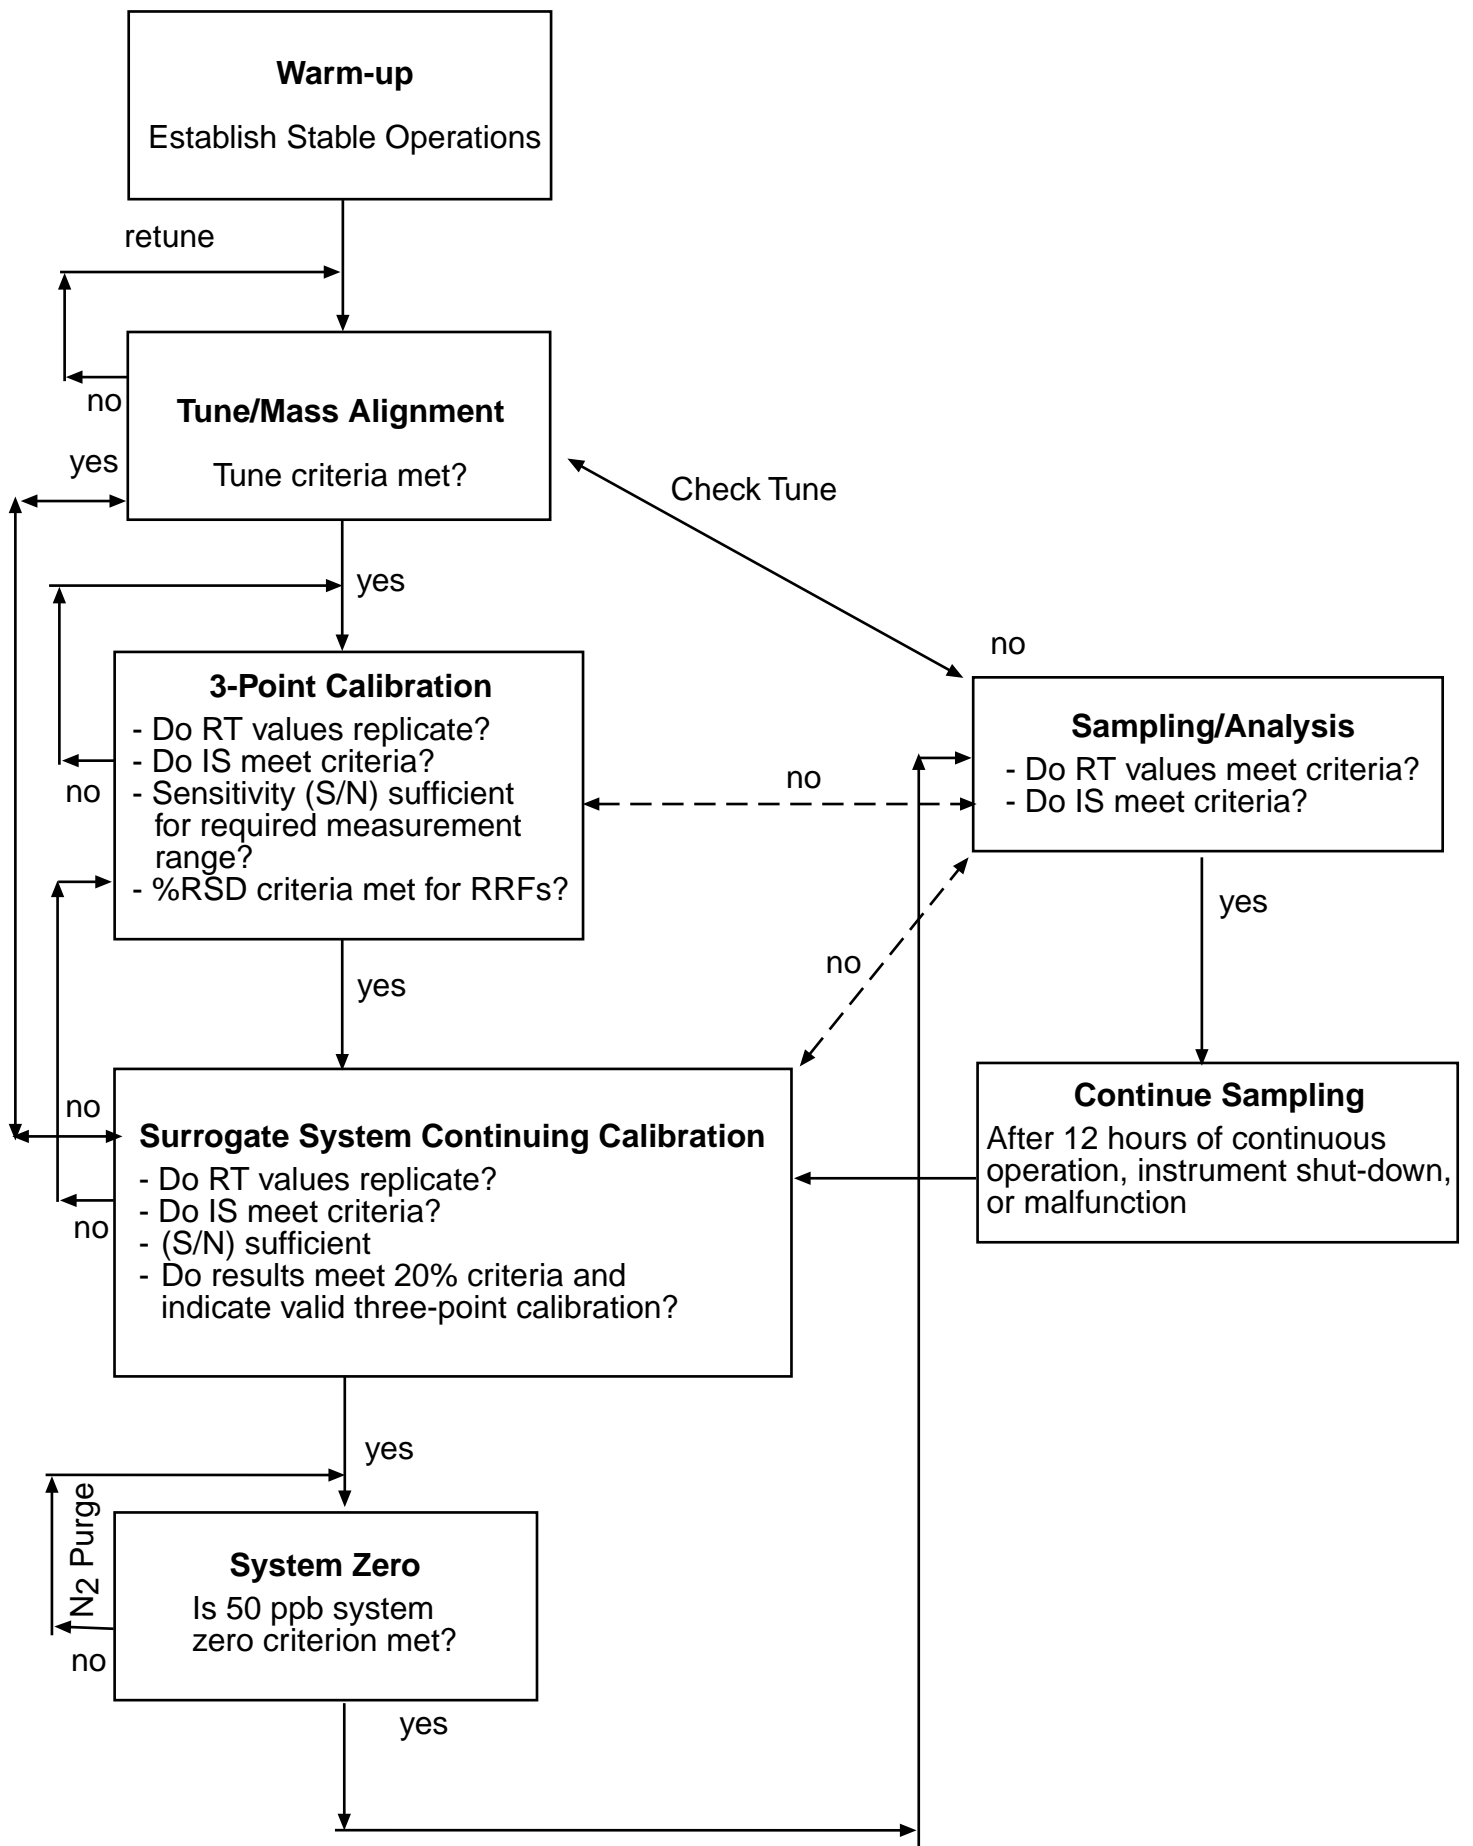 Warm-up
Establish Stable Operations
retune
no
Tune/Mass Alignment
yes
Tune criteria met?
Check Tune
yes
no
3-Point Calibration
- Do RT values replicate?
- Do IS meet criteria?
no
- Sensitivity (S/N) sufficient
for required measurement
range?
- %RSD criteria met for RRFs?
no
Sampling/Analysis
- Do RT values meet criteria?
- Do IS meet criteria?
yes
no
yes
no
Surrogate System Continuing Calibration
- Do RT values replicate?
- Do IS meet criteria?
no
- (S/N) sufficient
- Do results meet 20% criteria and
indicate valid three-point calibration?
Continue Sampling
After 12 hours of continuous
operation, instrument shut-down,
or malfunction
yes
N2 Purge
System Zero
Is 50 ppb system
zero criterion met?
no
yes